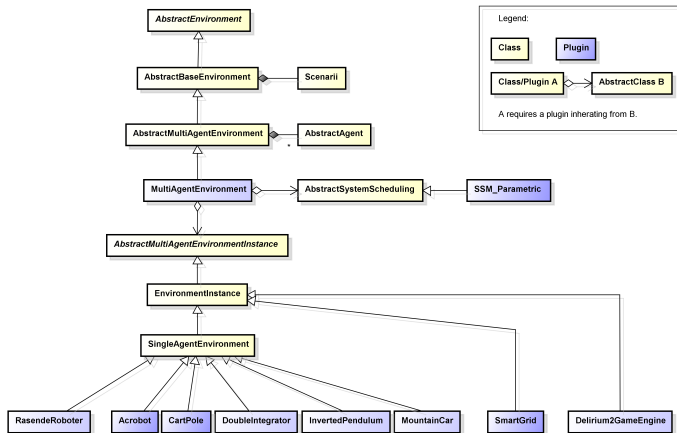 AbstractEnvironment
Legend:
Class
Plugin
AbstractBaseEnvironment
Scenarii
Class/Plugin A
AbstractClass B
A requires a plugin inherating from B.
AbstractMultiAgentEnvironment
AbstractAgent
*
MultiAgentEnvironment
AbstractSystemScheduling
SSM_Parametric
AbstractMultiAgentEnvironmentInstance
EnvironmentInstance
SingleAgentEnvironment
RasendeRoboter
Acrobot
CartPole
DoubleIntegrator
InvertedPendulum
MountainCar
SmartGrid
Delirium2GameEngine